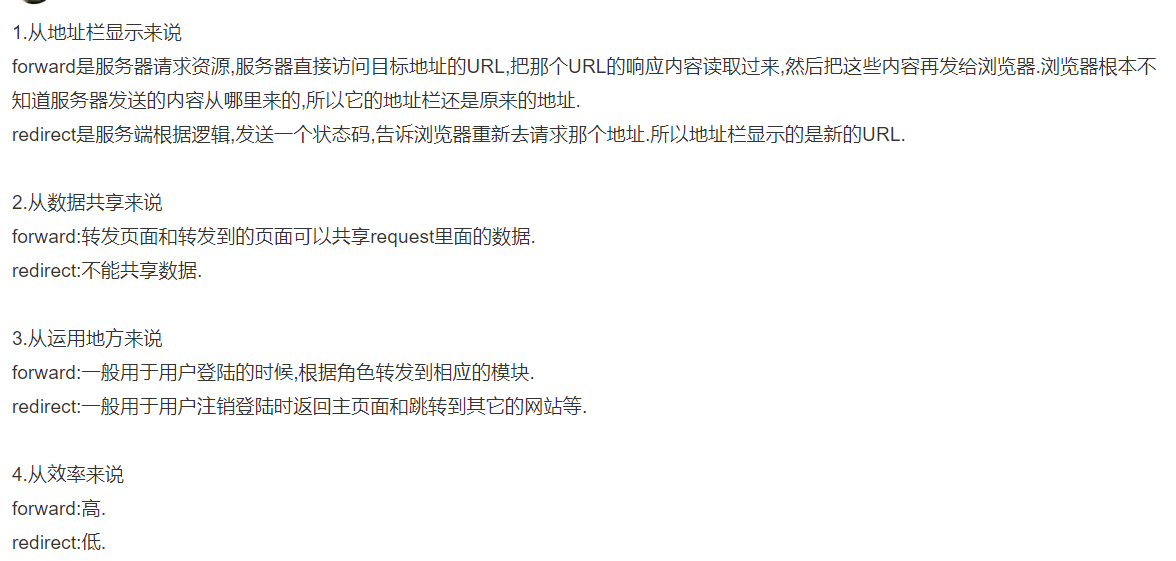 1.从地址栏显示来说
forward是服务器请求资源,服务器直接访问目标地址的URL,把那个URL的响应内容读取过来,然后把这些内容再发给浏览器.浏览器根本不
知道服务器发送的内容从哪里来的,所以它的地址栏还是原来的地址.
redirect是服务端根据逻辑,发送一个状态码,告诉浏览器重新去请求那个地址.所以地址栏显示的是新的URL.
2.从数据共享来说
forward:转发页面和转发到的页面可以共享request里面的数据.
redirect:不能共享数据.
3.从运用地方来说
forward:一般用于用户登陆的时候,根据角色转发到相应的模块.
redirect:一般用于用户注销登陆时返回主页面和跳转到其它的网站等.
4.从效率来说
forward:高.
redirect:低.